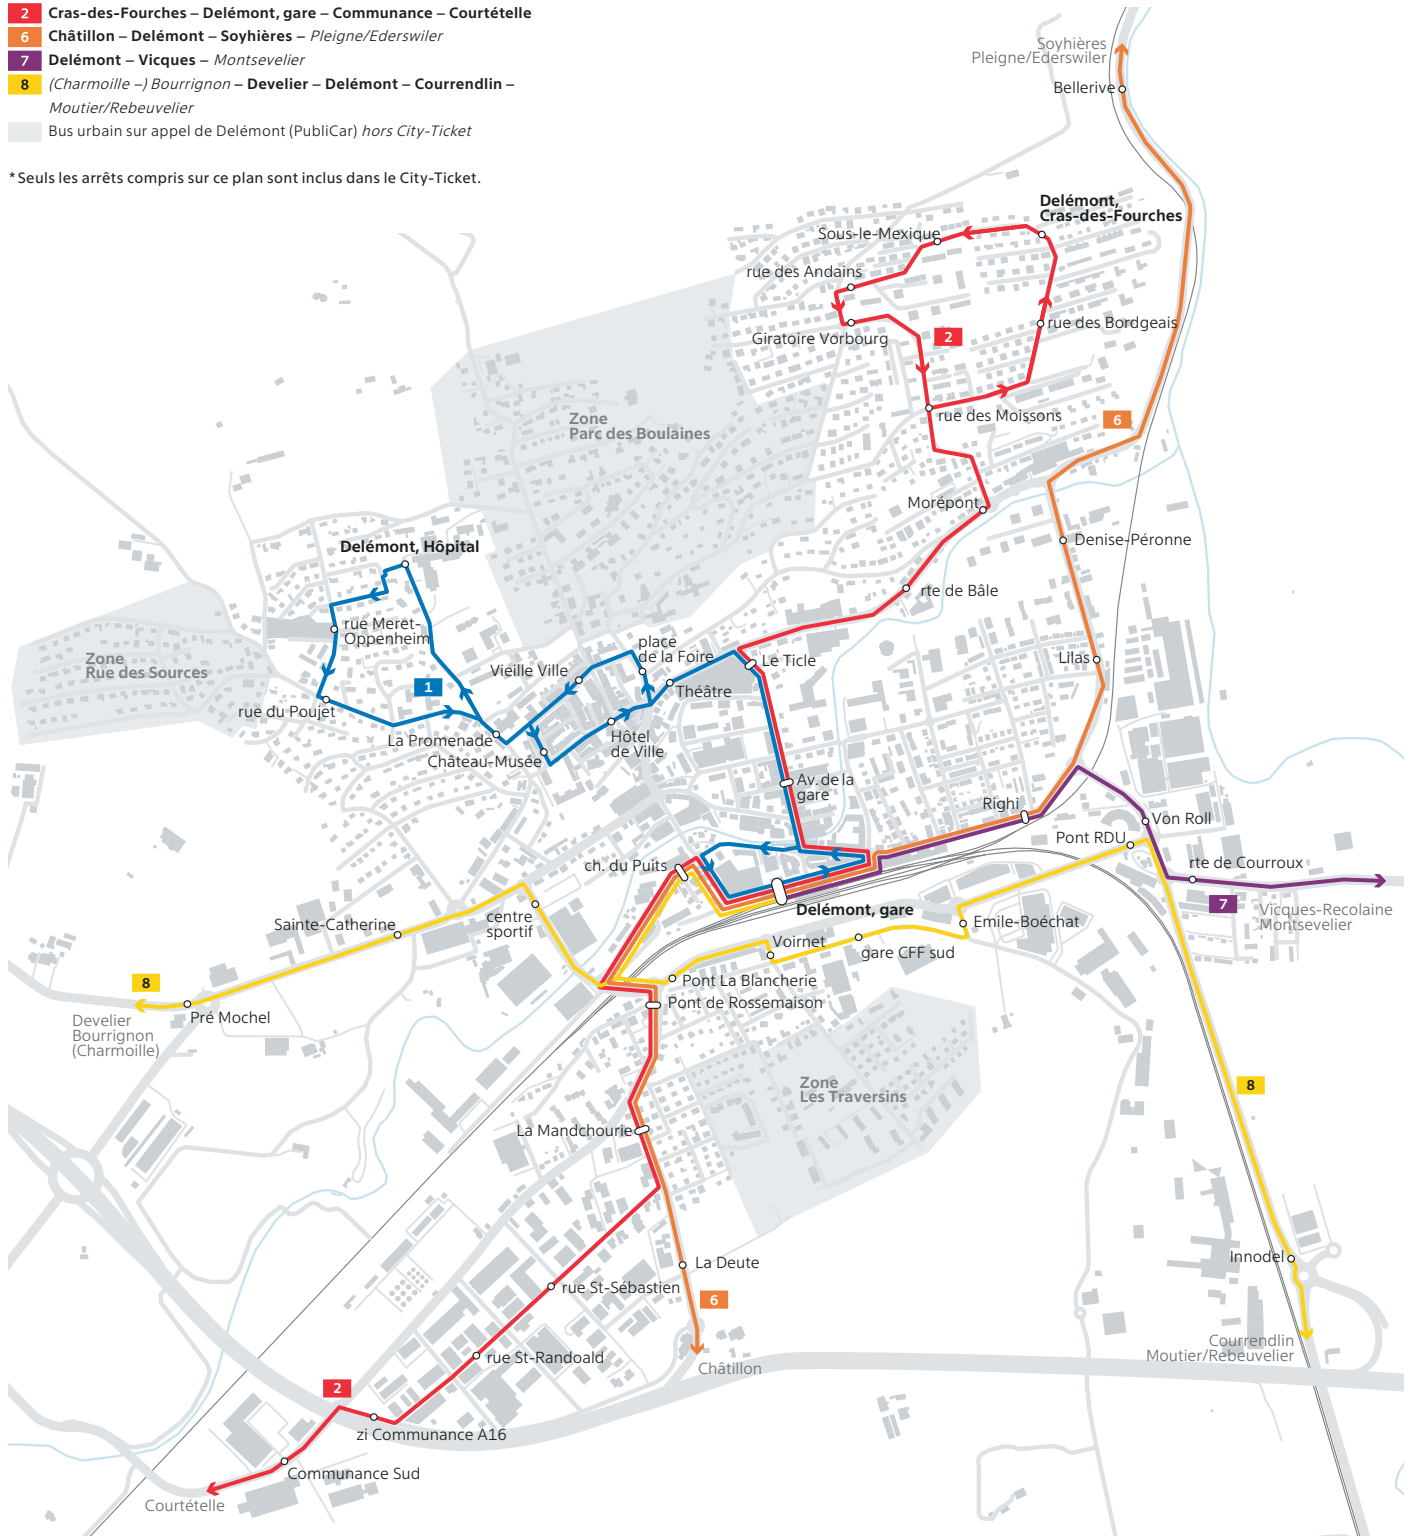 2 Cras-des-Fourches – Delémont, gare – Communance – Courtételle
6 Châtillon – Delémont – Soyhières – Pleigne/Ederswiler
7 Delémont – Vicques – Montsevelier
8 (Charmoille –) Bourrignon – Develier – Delémont – Courrendlin –
Moutier/Rebeuvelier
Bus urbain sur appel de Delémont (PubliCar) hors City-Ticket
*Seuls les arrêts compris sur ce plan sont inclus dans le City-Ticket.
Soyhières
Pleigne/Ederswiler
Bellerive
Delémont,
Cras-des-Fourches
Sous-le-Mexique
rue des Andains
rue des Bordgeais
Giratoire Vorbourg
2
rue des Moissons
6
Zone
Parc des Boulaines
Morépont
Denise-Péronne
Delémont, Hôpital
rte de Bâle
rue Meret-
Oppenheim
place
de la Foire
Le Ticle
Lilas
Zone
Rue des Sources
Vieille Ville
Théâtre
1
rue du Poujet
La Promenade
Hôtel
de Ville
Château-Musée
Av. de la
gare
Righi
Von Roll
Pont RDU
ch. du Puits
rte de Courroux
7
Vicques-Recolaine
Montsevelier
Delémont, gare
Sainte-Catherine
centre
sportif
Emile-Boéchat
Voirnet
gare CFF sud
8
Pont La Blancherie
Pont de Rossemaison
Pré Mochel
Develier
Bourrignon
(Charmoille)
Zone
Les Traversins
8
La Mandchourie
La Deute
Innodel
rue St-Sébastien
6
Courrendlin
Moutier/Rebeuvelier
rue St-Randoald
Châtillon
2
zi Communance A16
Communance Sud
Courtételle